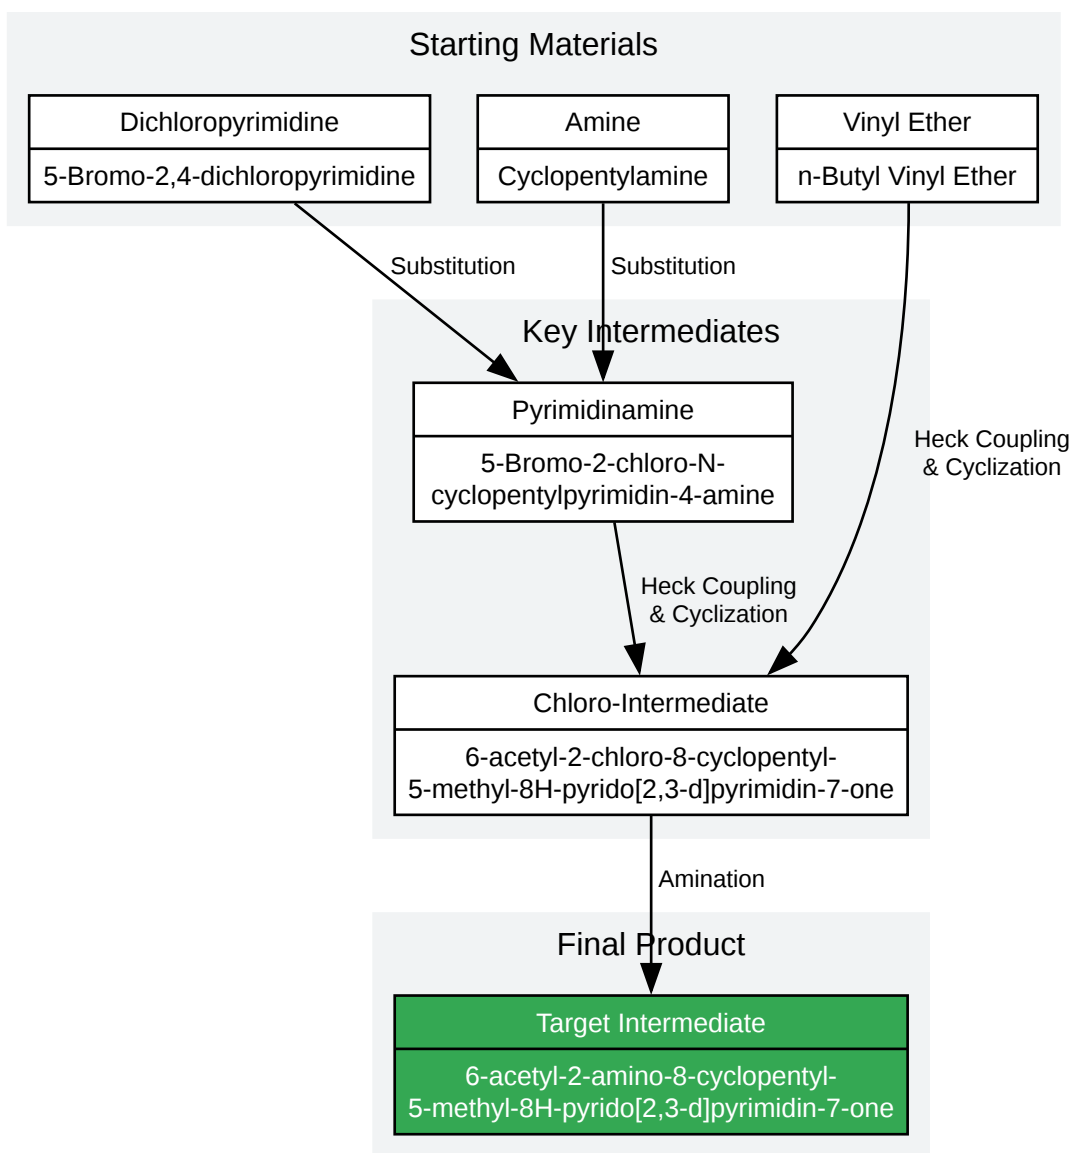 Starting Materials
Dichloropyrimidine
5-Bromo-2,4-dichloropyrimidine
Amine
Cyclopentylamine
Vinyl Ether
n-Butyl Vinyl Ether
Substitution
Substitution
Key Intermediates
Pyrimidinamine
5-Bromo-2-chloro-N-
cyclopentylpyrimidin-4-amine
Heck Coupling
& Cyclization
Heck Coupling
& Cyclization
Chloro-Intermediate
6-acetyl-2-chloro-8-cyclopentyl-
5-methyl-8H-pyrido[2,3-d]pyrimidin-7-one
Amination
Final Product
Target Intermediate
6-acetyl-2-amino-8-cyclopentyl-
5-methyl-8H-pyrido[2,3-d]pyrimidin-7-one